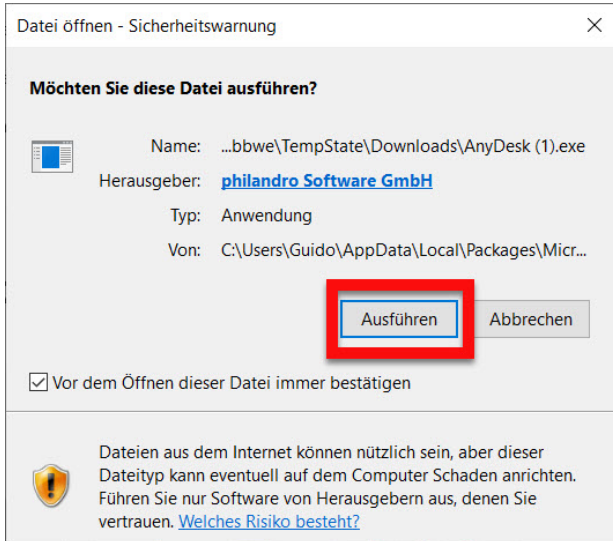 Datei öffnen - Sicherheitswarnung
Möchten Sie diese Datei ausführen?
Name: ...bbwe\TempState\Downloads\AnyDesk (1).exe
Herausgeber: philandro Software GmbH
Typ: Anwendung
Von: C:\Users\Guido\AppData\Local\Packages\Micr...
Ausführen Abbrechen
Vor dem Öffnen dieser Datei immer bestätigen
Dateien aus dem Internet können nützlich sein, aber dieser
Dateityp kann eventuell auf dem Computer Schaden anrichten.
Führen Sie nur Software von Herausgebern aus, denen Sie
vertrauen. Welches Risiko besteht?